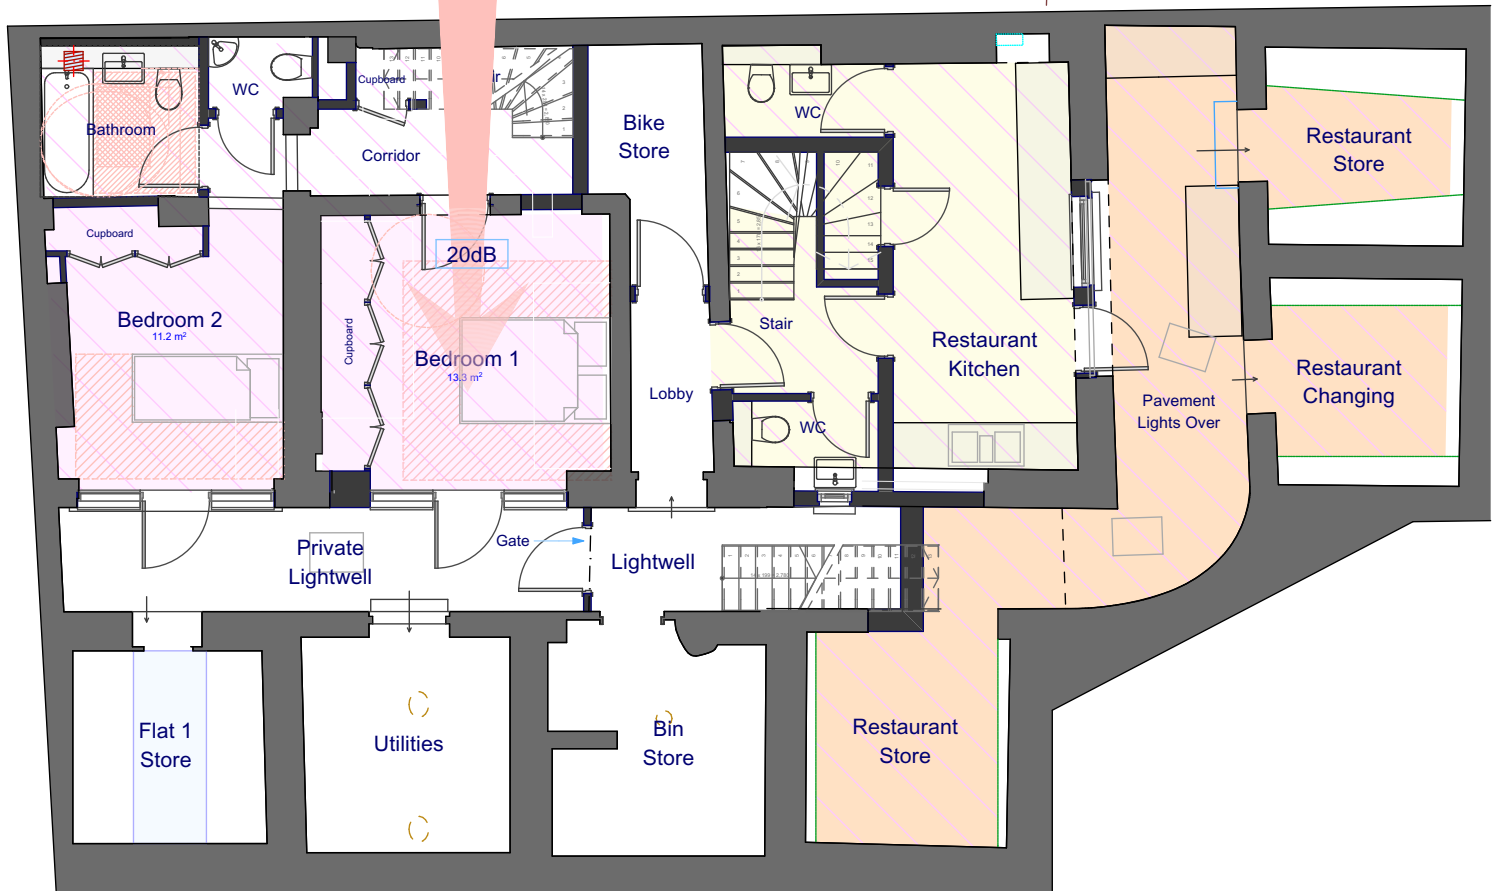 Bathroom
WC
Cupboard
Corridor
Bike
Store
WC
Restaurant
Store
Cupboard
20dB
Bedroom 2
11.2 m²
Cupboard
Bedroom 1
13.3 m²
Stair
Restaurant
Kitchen
Lobby
WC
Restaurant
Changing
Pavement
Lights Over
Private
Lightwell
Gate
Lightwell
Flat 1
Store
Utilities
Bin
Store
Restaurant
Store